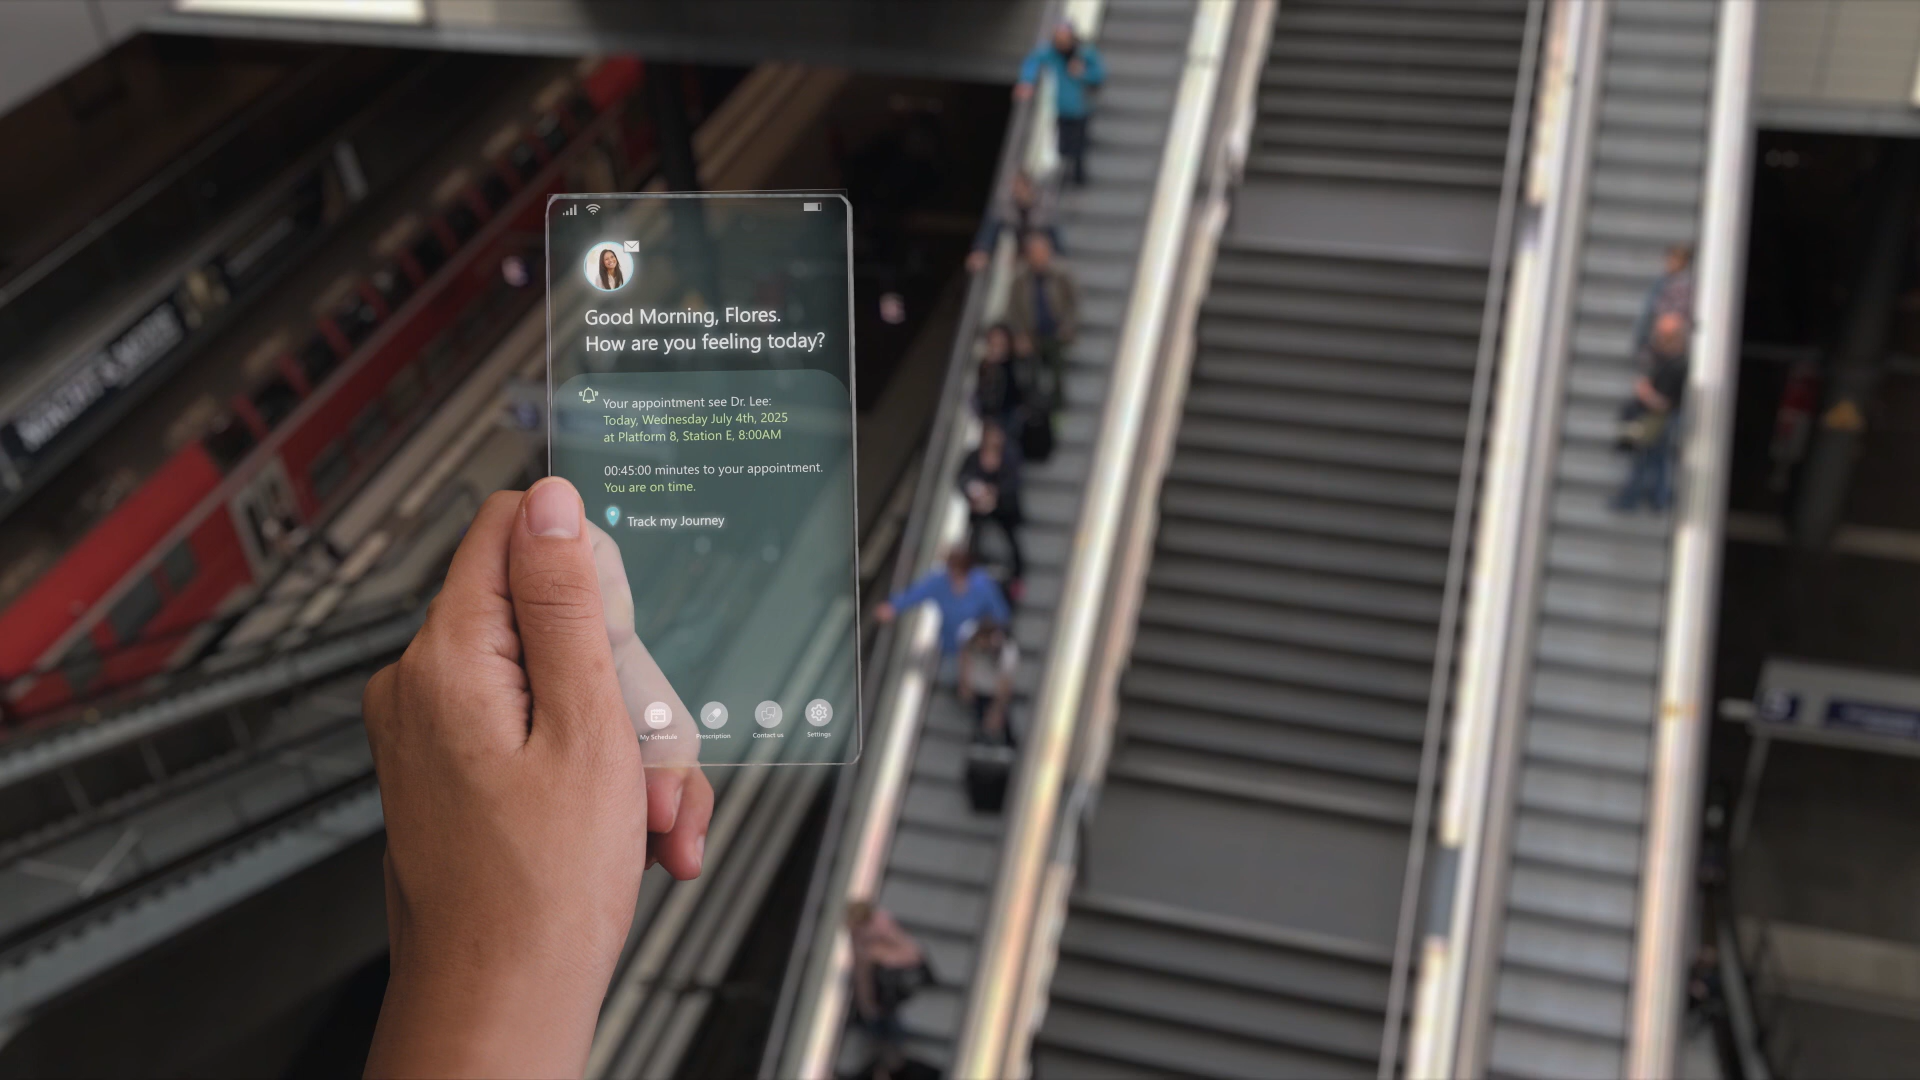 Good Morning, Flores.
How are you feeling today?
Your appointment see Dr. Lee:
Today, Wednesday July 4th, 2025
at Platform 8, Station E, 8:00AM
00:45:00 minutes to your appointment.
You are on time.
Track my Journey
My Schedule
Prescription
Contact us
Settings